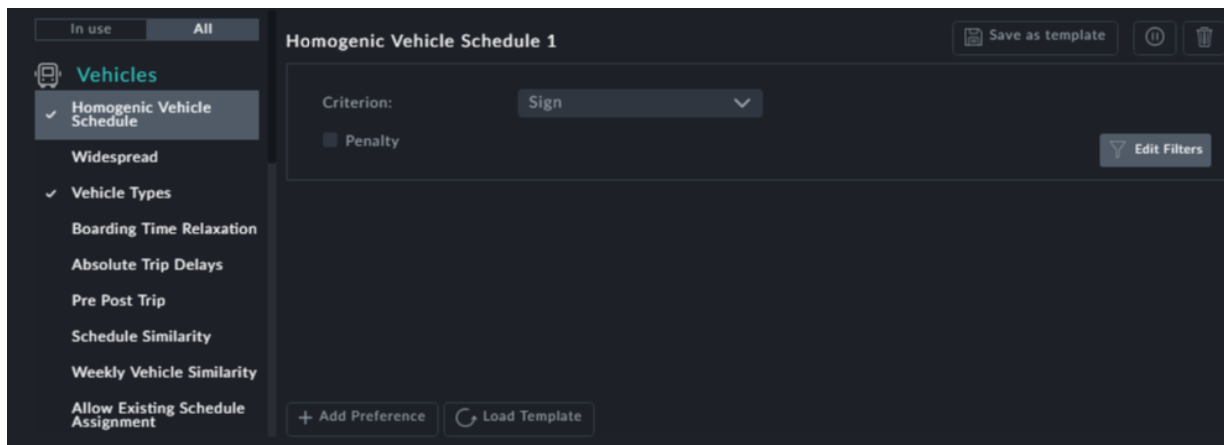 In use
All
Vehicles
Homogenic Vehicle
Schedule
Widespread
Vehicle Types
Boarding Time Relaxation
Absolute Trip Delays
Pre Post Trip
Schedule Similarity
Weekly Vehicle Similarity
Allow Existing Schedule
Assignment
Homogenic Vehicle Schedule 1
Save as template
Criterion:
Sign
Penalty
Edit Filters
+ Add Preference
Load Template